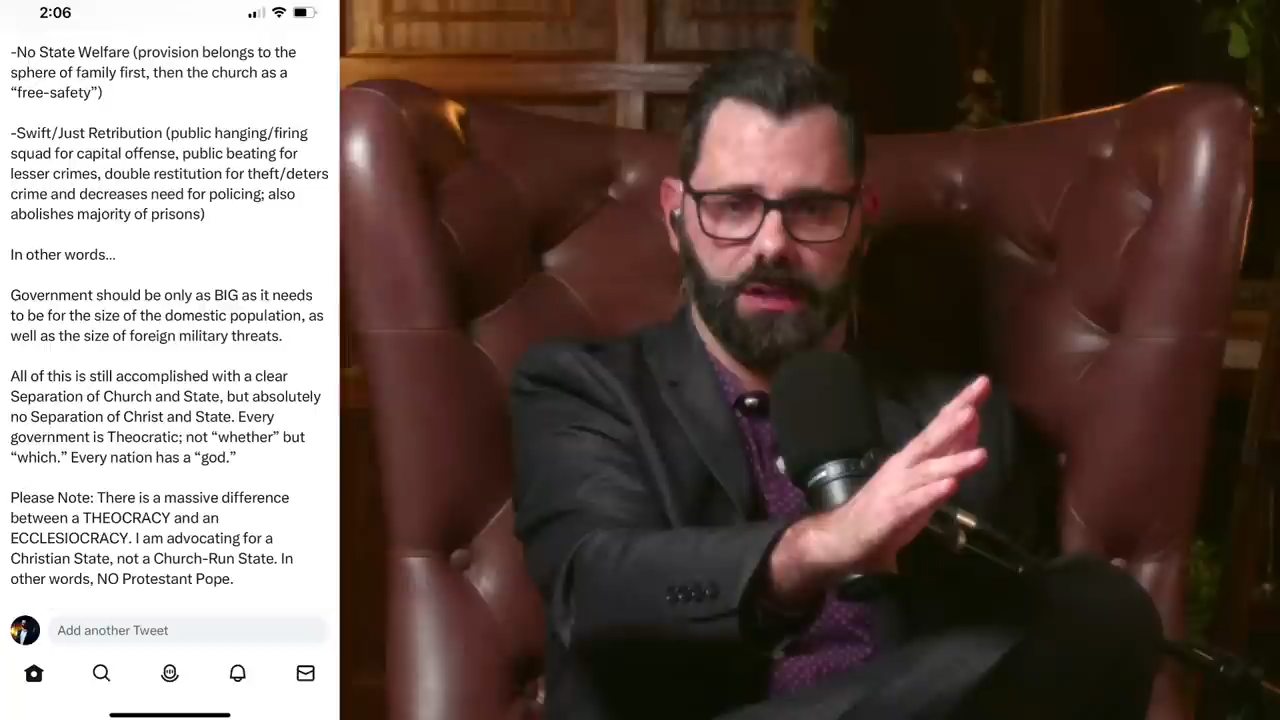 2:06
-No State Welfare (provision belongs to the
sphere of family first, then the church as a
“free-safety”)
-Swift/Just Retribution (public hanging/firing
squad for capital offense, public beating for
lesser crimes, double restitution for theft/deters
crime and decreases need for policing; also
abolishes majority of prisons)
In other words...
Government should be only as BIG as it needs
to be for the size of the domestic population, as
well as the size of foreign military threats.
All of this is still accomplished with a clear
Separation of Church and State, but absolutely
no Separation of Christ and State. Every
government is Theocratic; not “whether” but
“which.” Every nation has a “god.”
Please Note: There is a massive difference
between a THEOCRACY and an
ECCLESIOCRACY. I am advocating for a
Christian State, not a Church-Run State. In
other words, NO Protestant Pope.
Add another Tweet